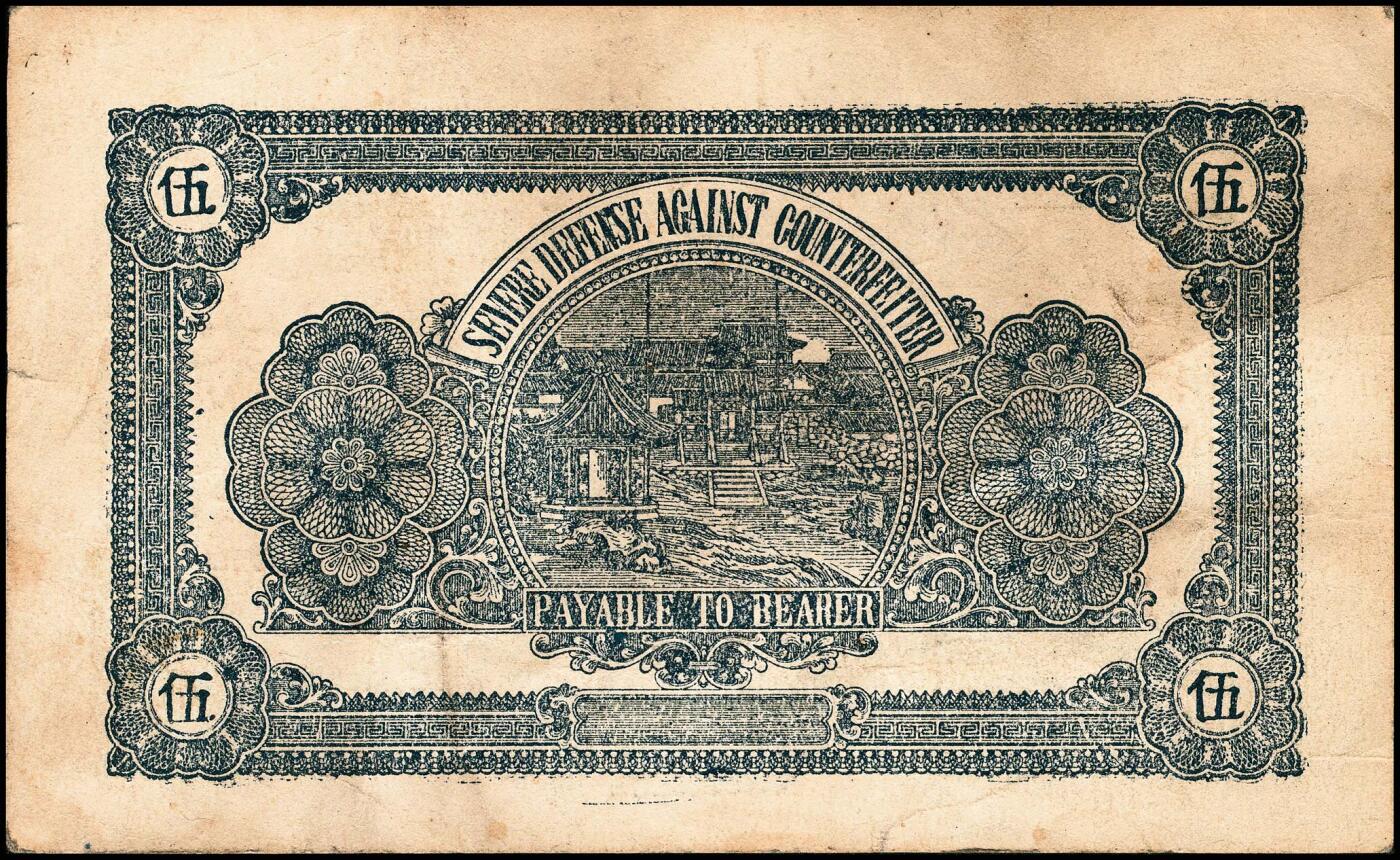 伍 伍
SEVERE DEFENSE AGAINST COUNTERFEITER
PAYABLE TO BEARER
伍 伍